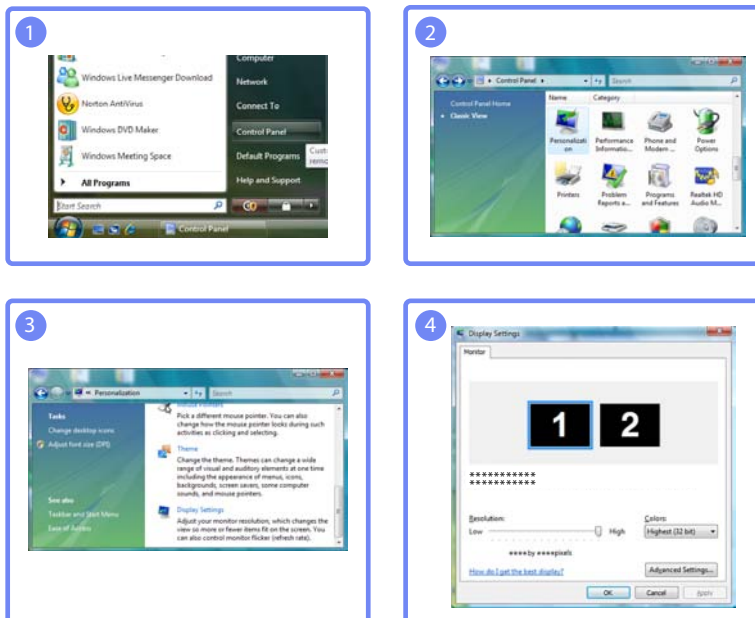 1
Computer
Windows Live Messenger Download
Network
Norton AntiVirus
Connect To
Windows DVD Maker
Control Panel
Windows Meeting Space
Default Programs
All Programs
Help and Support
Start Search
Control Panel
2
Control Panel
Search
Control Panel Home
Classic View
Name Category
Personalizati
on
Performance
Informatio...
Phone and
Modem ...
Power
Options
Printers
Problem
Reports a...
Programs
and Features
Realtek HD
Audio M...
3
Personalization
Search
Tasks
Change desktop icons
Adjust font size (DPI)
See also
Taskbar and Start Menu
Ease of Access
Mouse Pointers
Pick a different mouse pointer. You can also
change how the mouse pointer looks during such
activities as clicking and selecting.
Theme
Change the theme. Themes can change a wide
range of visual and auditory elements at one time
including the appearance of menus, icons,
backgrounds, screen savers, some computer
sounds, and mouse pointers.
Display Settings
Adjust your monitor resolution, which changes the
view so more or fewer items fit on the screen. You
can also control monitor flicker (refresh rate).
4
Display Settings
Monitor
1 2
***********
***********
Resolution:
Low High
****by ****pixels
Colors:
Highest (32 bit)
How do I get the best display?
Advanced Settings...
OK Cancel Apply